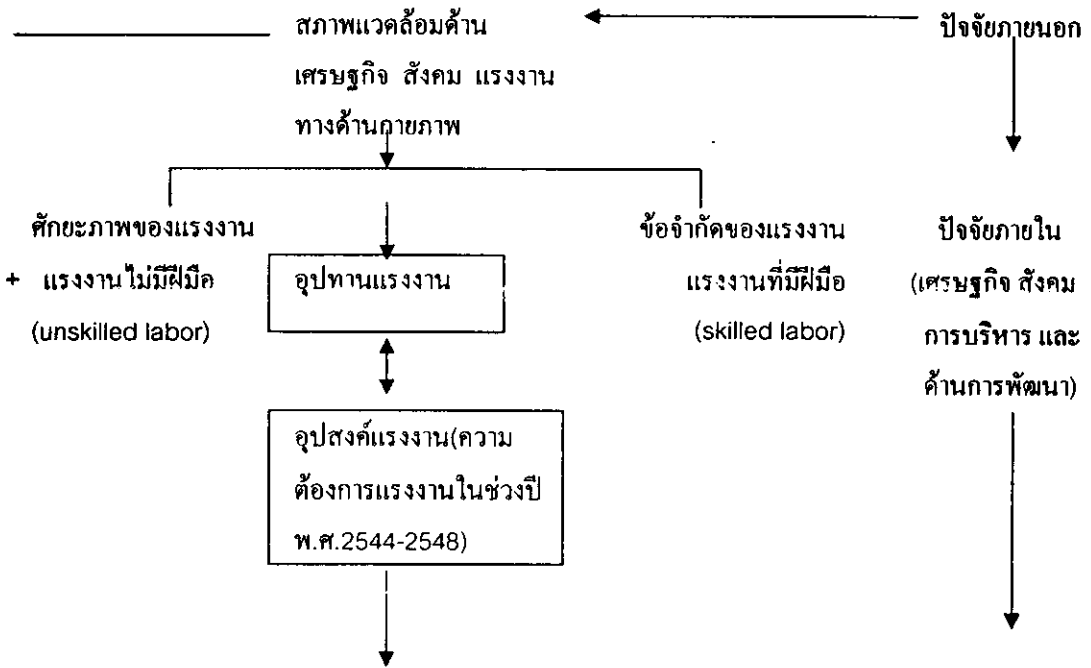 สภาพแวดล้อมด้าน
เศรษฐกิจ สังคม แรงงาน
ทางด้านกายภาพ
ปัจจัยภายนอก
ศักยะภาพของแรงงาน
+ แรงงานไม่มีฝีมือ
(unskilled labor)
อุปทานแรงงาน
ข้อจำกัดของแรงงาน
แรงงานที่มีฝีมือ
(skilled labor)
ปัจจัยภายใน
(เศรษฐกิจ สังคม
การบริหาร และ
ด้านการพัฒนา)
อุปสงค์แรงงาน(ความ
ต้องการแรงงานในช่วงปี
พ.ศ.2544-2548)